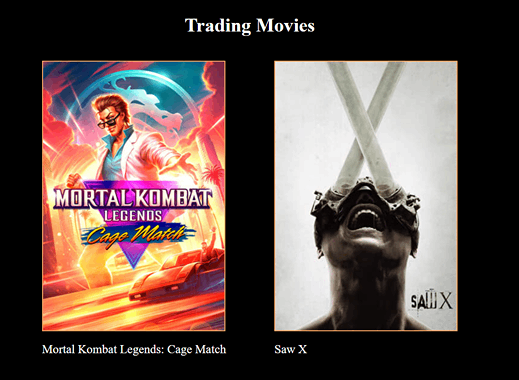 Trading Movies
MORTAL KOMBAT
LEGENDS
Cage Match
SAW X
Mortal Kombat Legends: Cage Match
Saw X